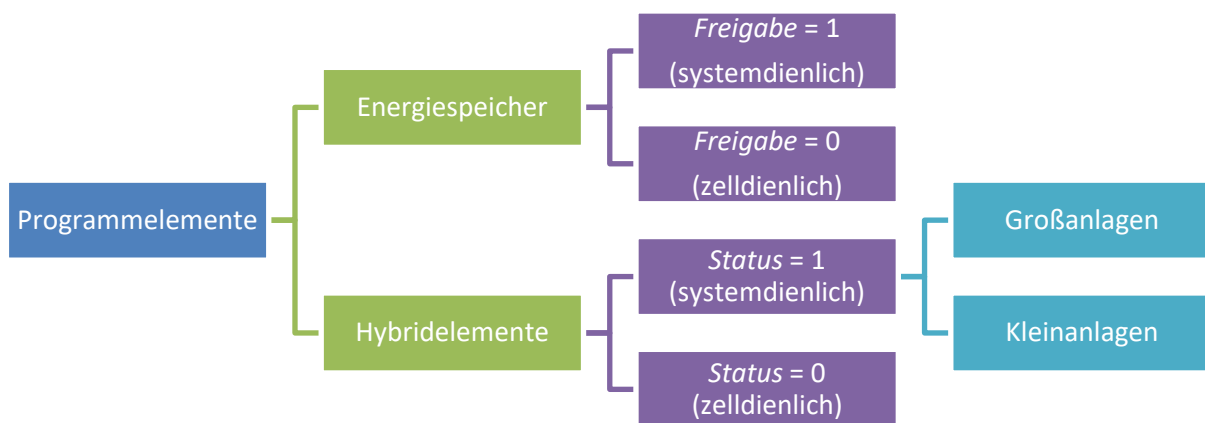 Programmelemente
Energiespeicher
Freigabe = 1
(systemdienlich)
Freigabe = 0
(zelldienlich)
Hybridelemente
Status = 1
(systemdienlich)
Großanlagen
Kleinanlagen
Status = 0
(zelldienlich)